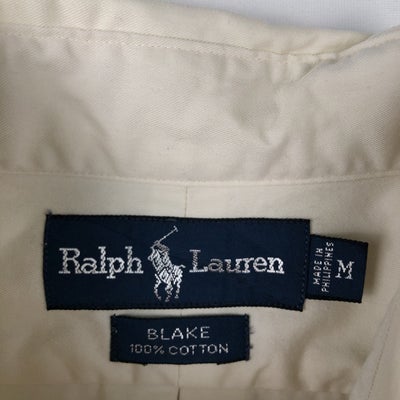 Ralph Lauren
MADE IN
PHILIPPINES
M
BLAKE
100% COTTON